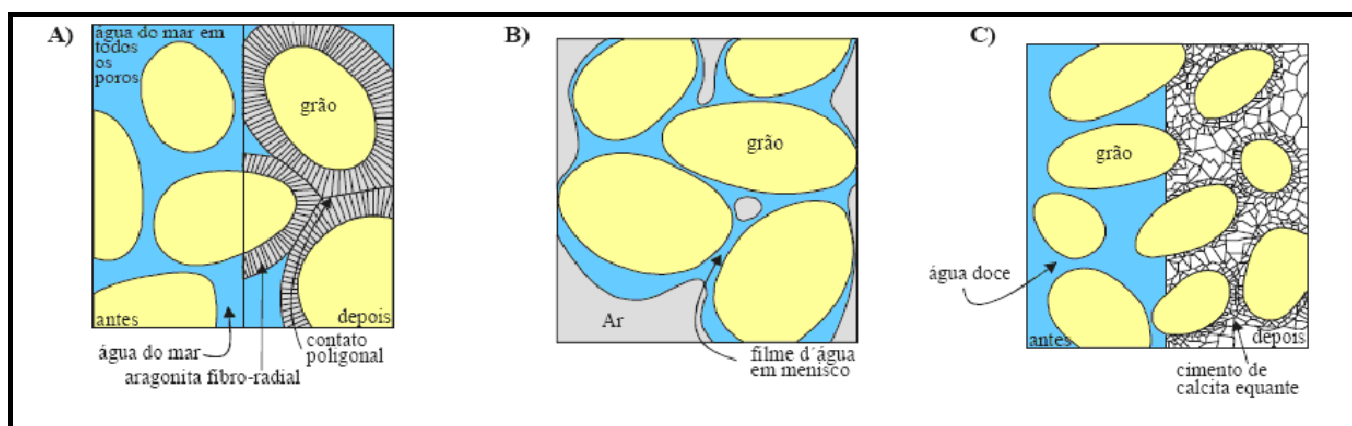 A)
água do mar em
todos
os
poros
grão
antes
depois
água do mar
contato
poligonal
aragonita fibro-radial
B)
grão
Ar
filme d´água
em menisco
C)
grão
água doce
antes
depois
cimento de
calcita equante